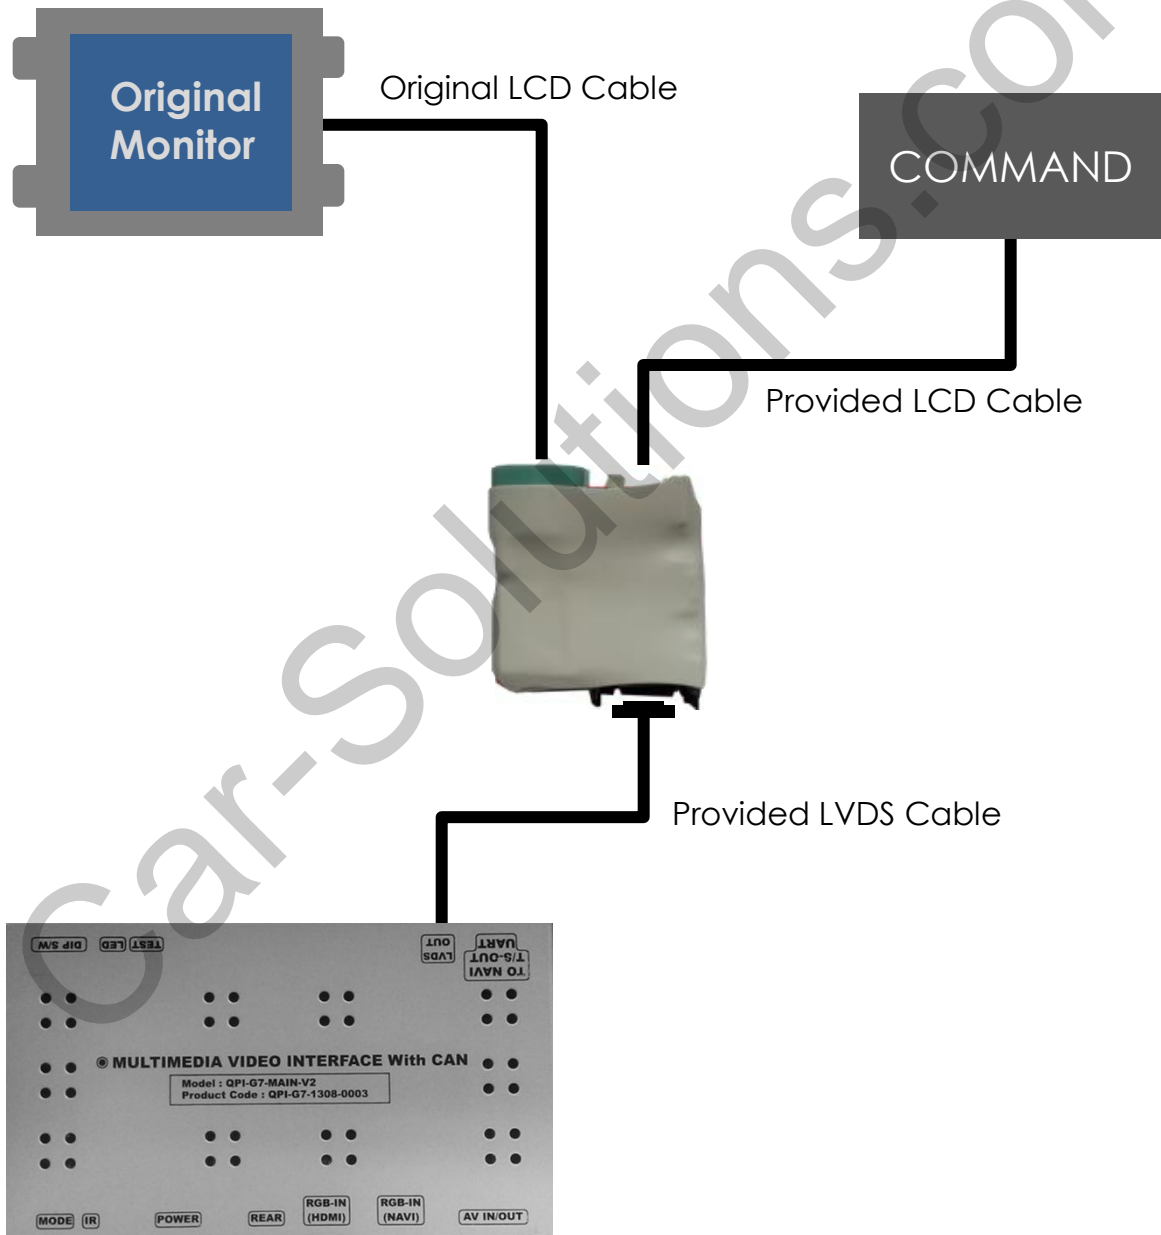 Original
Monitor
Original LCD Cable
COMMAND
Provided LCD Cable
Provided LVDS Cable
DIP S/W
LED
TEST
LVDS
OUT
TO NAVI
T/S-OUT
UART
MULTIMEDIA VIDEO INTERFACE With CAN
Model : QPI-G7-MAIN-V2
Product Code : QPI-G7-1308-0003
MODE
IR
POWER
REAR
RGB-IN
(HDMI)
RGB-IN
(NAVI)
AV IN/OUT
Car-Solutions.com